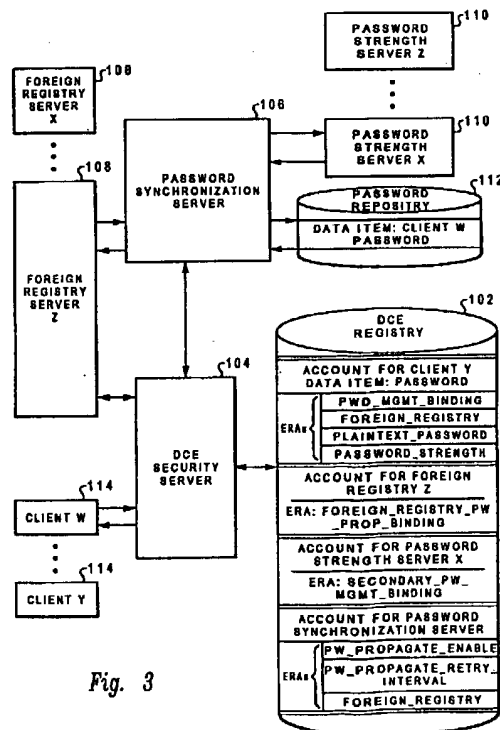 110
PASSWORD
STRENGTH
SERVER Z
108
FOREIGN
REGISTRY
SERVER
X
106
110
PASSWORD
STRENGTH
SERVER X
108
PASSWORD
SYNCHRONIZATION
SERVER
112
PASSWORD
REPOSITRY
DATA ITEM: CLIENT W
PASSWORD
FOREIGN
REGISTRY
SERVER
Z
102
DCE
REGISTRY
104
ACCOUNT FOR CLIENT Y
DATA ITEM: PASSWORD
ERAs
PWD_MGMT_BINDING
FOREIGN_REGISTRY
PLAINTEXT_PASSWORD
PASSWORD_STRENGTH
DCE
SECURITY
SERVER
ACCOUNT FOR FOREIGN
REGISTRY Z
ERA: FOREIGN_REGISTRY_PW_
PROP_BINDING
114
CLIENT W
114
CLIENT Y
ACCOUNT FOR PASSWORD
STRENGTH SERVER X
ERA: SECONDARY_PW_
MGMT_BINDING
ACCOUNT FOR PASSWORD
SYNCHRONIZATION SERVER
ERAs
PW_PROPAGATE_ENABLE
PW_PROPAGATE_RETRY_
INTERVAL
FOREIGN_REGISTRY
Fig. 3